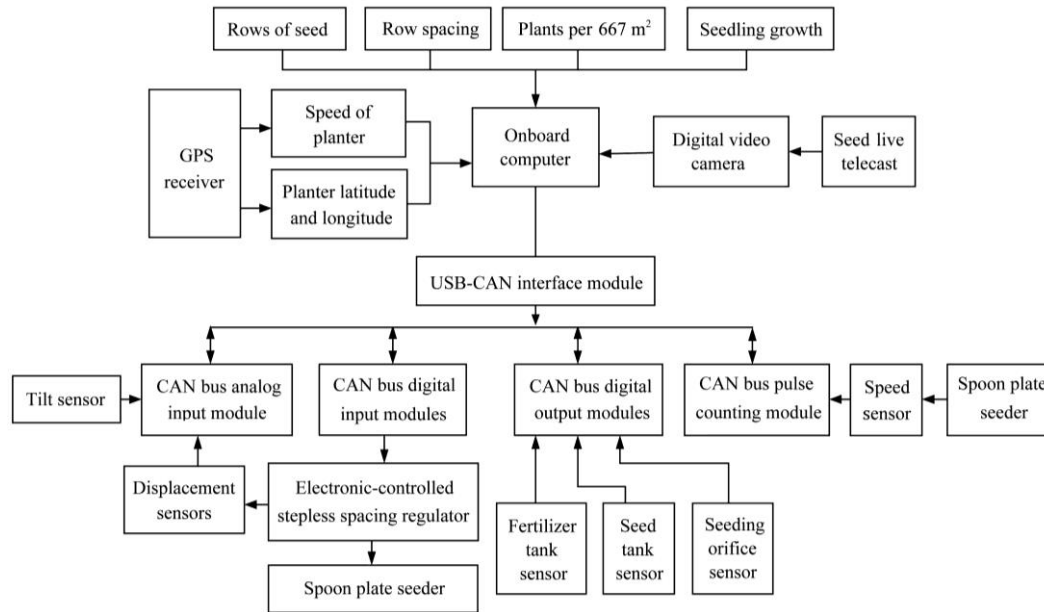 Rows of seed
Row spacing
Plants per 667 m²
Seedling growth
GPS
receiver
Speed of
planter
Planter latitude
and longitude
Onboard
computer
Digital video
camera
Seed live
telecast
USB-CAN interface module
Tilt sensor
CAN bus analog
input module
CAN bus digital
input modules
CAN bus digital
output modules
CAN bus pulse
counting module
Speed
sensor
Spoon plate
seeder
Displacement
sensors
Electronic-controlled
stepless spacing regulator
Fertilizer
tank
sensor
Seed
tank
sensor
Seeding
orifice
sensor
Spoon plate seeder